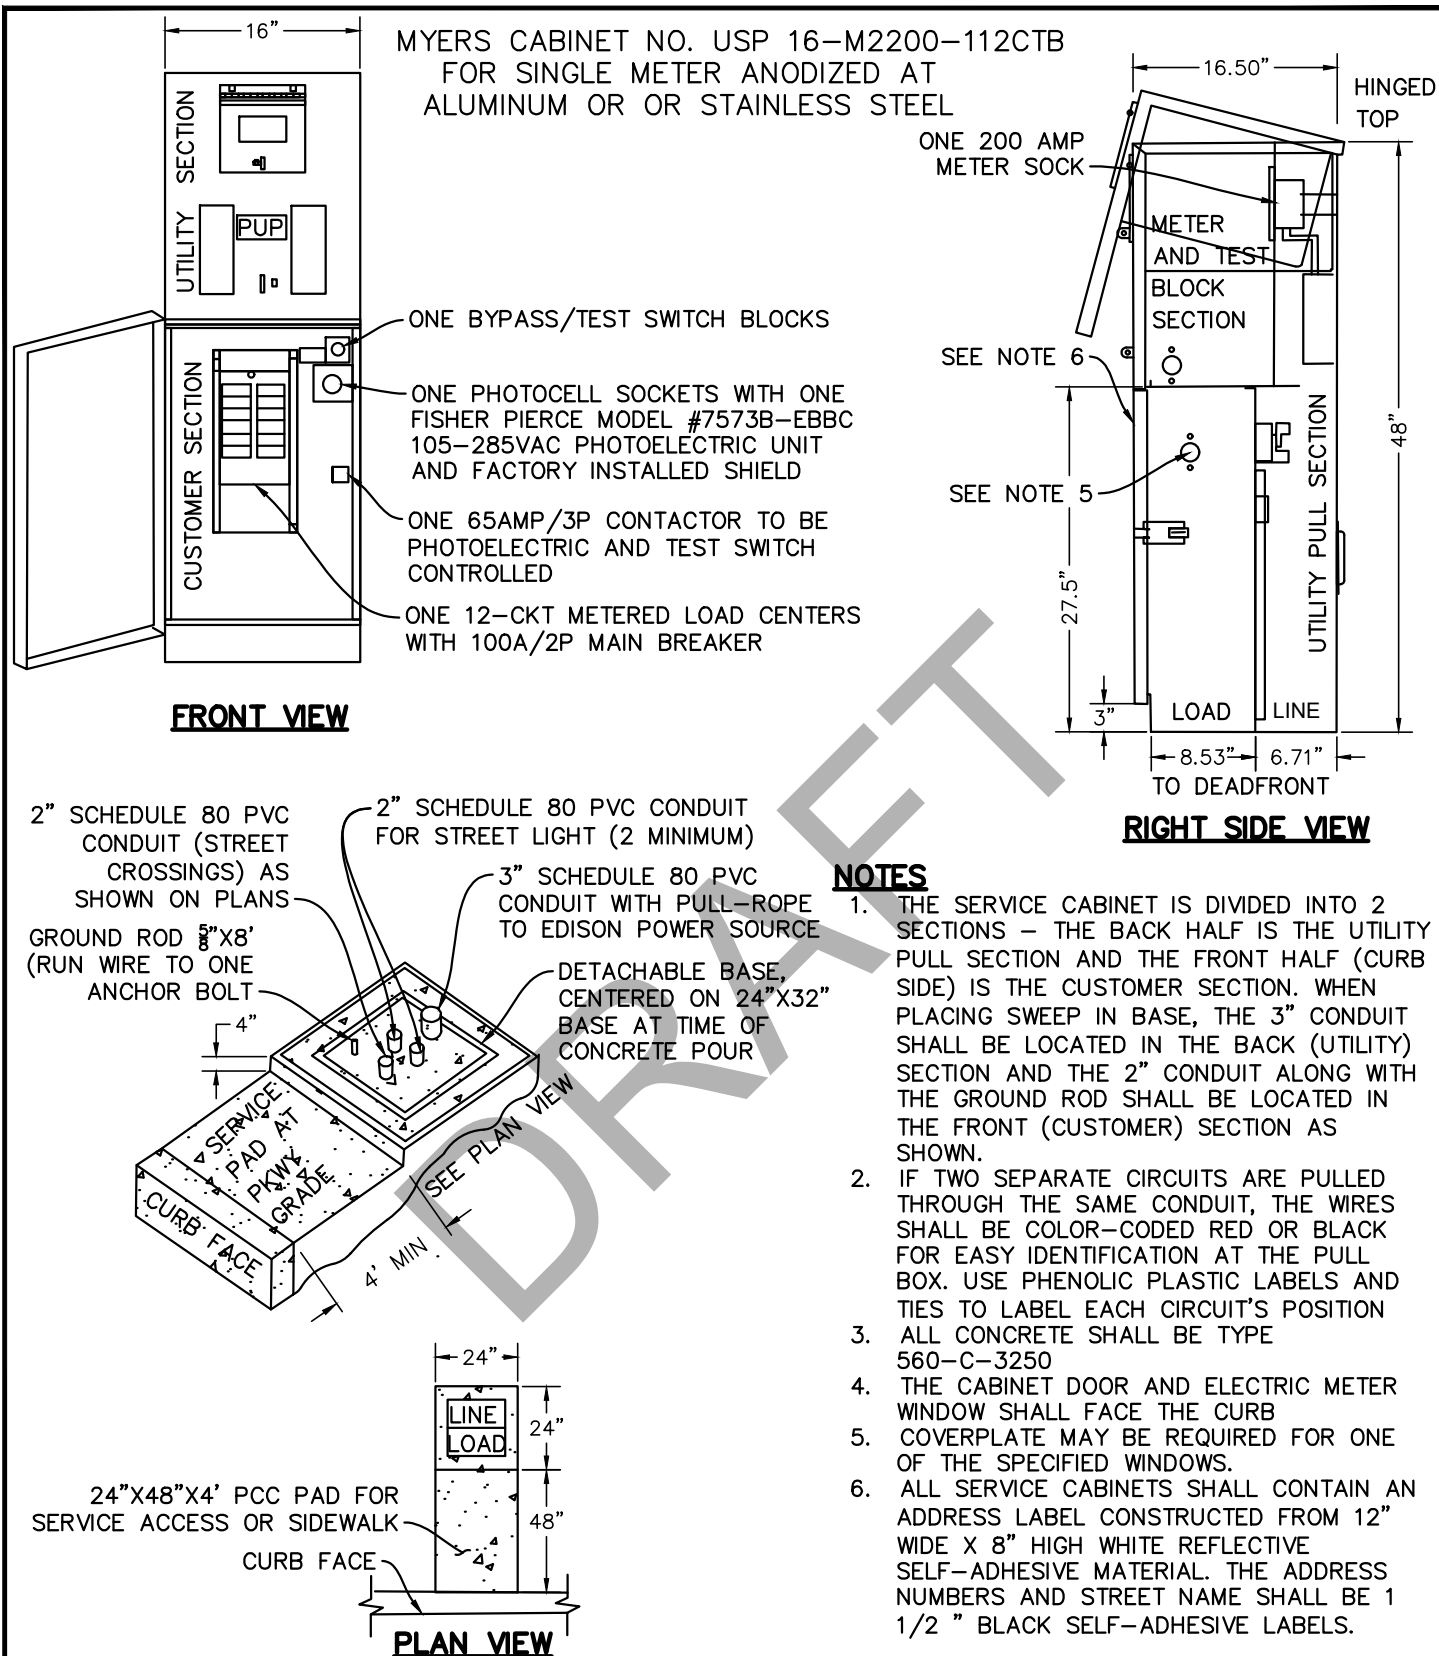 MYERS CABINET NO. USP 16-M2200-112CTB
FOR SINGLE METER ANODIZED AT
ALUMINUM OR OR STAINLESS STEEL
16"
UTILITY SECTION
PUP
CUSTOMER SECTION
ONE BYPASS/TEST SWITCH BLOCKS
ONE PHOTOCELL SOCKETS WITH ONE
FISHER PIERCE MODEL #7573B-EBBC
105-285VAC PHOTOELECTRIC UNIT
AND FACTORY INSTALLED SHIELD
ONE 65AMP/3P CONTACTOR TO BE
PHOTOELECTRIC AND TEST SWITCH
CONTROLLED
ONE 12-CKT METERED LOAD CENTERS
WITH 100A/2P MAIN BREAKER
FRONT VIEW
16.50"
HINGED
TOP
ONE 200 AMP
METER SOCK
METER
AND TEST
BLOCK
SECTION
SEE NOTE 6
SEE NOTE 5
UTILITY PULL SECTION
48"
27.5"
3"
LOAD
LINE
8.53"
6.71"
TO DEADFRONT
RIGHT SIDE VIEW
2" SCHEDULE 80 PVC
CONDUIT (STREET
CROSSINGS) AS
SHOWN ON PLANS
GROUND ROD 5/8"X8'
(RUN WIRE TO ONE
ANCHOR BOLT
4"
2" SCHEDULE 80 PVC CONDUIT
FOR STREET LIGHT (2 MINIMUM)
3" SCHEDULE 80 PVC
CONDUIT WITH PULL-ROPE
TO EDISON POWER SOURCE
DETACHABLE BASE,
CENTERED ON 24"X32"
BASE AT TIME OF
CONCRETE POUR
SERVICE
PAD AT
PKWY
GRADE
CURB FACE
SEE PLAN VIEW
4' MIN.
24"
LINE
LOAD
24"
48"
24"X48"X4' PCC PAD FOR
SERVICE ACCESS OR SIDEWALK
CURB FACE
PLAN VIEW
NOTES
1. THE SERVICE CABINET IS DIVIDED INTO 2
SECTIONS - THE BACK HALF IS THE UTILITY
PULL SECTION AND THE FRONT HALF (CURB
SIDE) IS THE CUSTOMER SECTION. WHEN
PLACING SWEEP IN BASE, THE 3" CONDUIT
SHALL BE LOCATED IN THE BACK (UTILITY)
SECTION AND THE 2" CONDUIT ALONG WITH
THE GROUND ROD SHALL BE LOCATED IN
THE FRONT (CUSTOMER) SECTION AS
SHOWN.
2. IF TWO SEPARATE CIRCUITS ARE PULLED
THROUGH THE SAME CONDUIT, THE WIRES
SHALL BE COLOR-CODED RED OR BLACK
FOR EASY IDENTIFICATION AT THE PULL
BOX. USE PHENOLIC PLASTIC LABELS AND
TIES TO LABEL EACH CIRCUIT'S POSITION
3. ALL CONCRETE SHALL BE TYPE
560-C-3250
4. THE CABINET DOOR AND ELECTRIC METER
WINDOW SHALL FACE THE CURB
5. COVERPLATE MAY BE REQUIRED FOR ONE
OF THE SPECIFIED WINDOWS.
6. ALL SERVICE CABINETS SHALL CONTAIN AN
ADDRESS LABEL CONSTRUCTED FROM 12"
WIDE X 8" HIGH WHITE REFLECTIVE
SELF-ADHESIVE MATERIAL. THE ADDRESS
NUMBERS AND STREET NAME SHALL BE 1
1/2 " BLACK SELF-ADHESIVE LABELS.
DRAFT